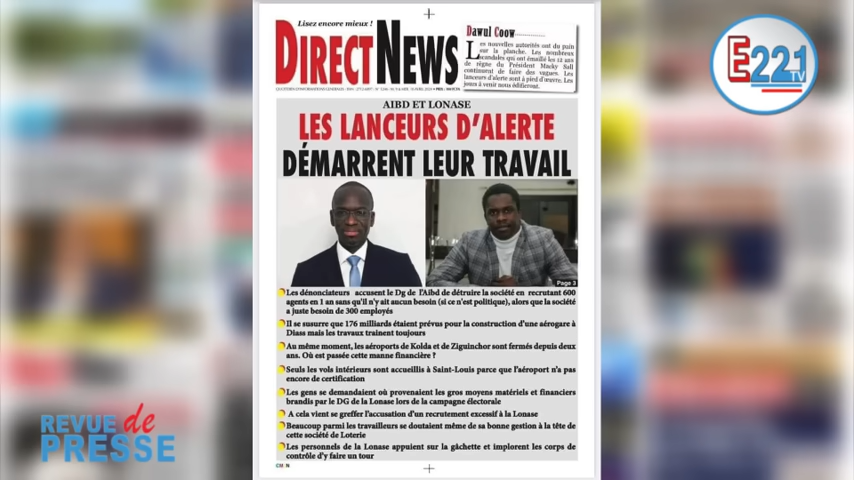 Lisez encore mieux !
DIRECTNEWS
Dawul Coow
Les nouvelles autorités ont du pain
sur la planche. Les nombreux
scandales qui ont émaillé les 12 ans
de règne du Président Macky Sall
continuent de faire des vagues. Les
lanceurs d'alerte sont à pied d'œuvre. Les
jours à venir nous édifieront.
E221
TV
AIBD ET LONASE
LES LANCEURS D'ALERTE
DÉMARRENT LEUR TRAVAIL
Page 3
Les dénonciateurs accusent le Dg de l'Aibd de détruire la société en recrutant 600
agents en 1 an sans qu'il n'y ait aucun besoin (si ce n'est politique), alors que la société
a juste besoin de 300 employés
Il se susurre que 176 milliards étaient prévus pour la construction d'une aérogare à
Diass mais les travaux trainent toujours
Au même moment, les aéroports de Kolda et de Ziguinchor sont fermés depuis deux
ans. Où est passée cette manne financière ?
Seuls les vols intérieurs sont accueillis à Saint-Louis parce que l'aéroport n'a pas
encore de certification
Les gens se demandaient où provenaient les gros moyens matériels et financiers
brandis par le DG de la Lonase lors de la campagne électorale
A cela vient se greffer l'accusation d'un recrutement excessif à la Lonase
Beaucoup parmi les travailleurs se doutaient même de sa bonne gestion à la tête de
cette société de Loterie
Les personnels de la Lonase appuient sur la gâchette et implorent les corps de
contrôle d'y faire un tour
REVUE de
PRESSE